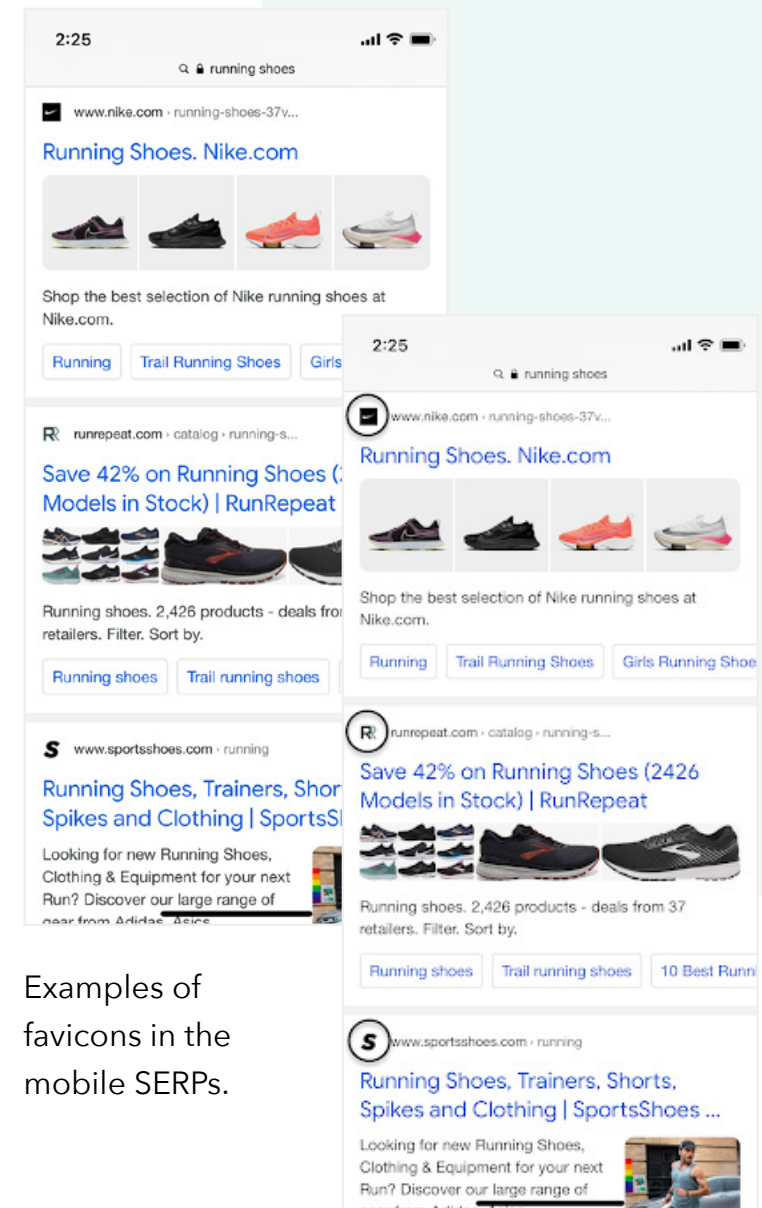 2:25
running shoes
www.nike.com › running-shoes-37v...
Running Shoes. Nike.com
Shop the best selection of Nike running shoes at
Nike.com.
Running
Trail Running Shoes
Girls
runrepeat.com › catalog › running-s...
Save 42% on Running Shoes (
Models in Stock) | RunRepeat
Running shoes. 2,426 products - deals from
retailers. Filter. Sort by.
Running shoes
Trail running shoes
S www.sportsshoes.com › running
Running Shoes, Trainers, Shor
Spikes and Clothing | SportsS
Looking for new Running Shoes,
Clothing & Equipment for your next
Run? Discover our large range of
gear from Adidas, Asics
2:25
running shoes
www.nike.com › running-shoes-37v...
Running Shoes. Nike.com
Shop the best selection of Nike running shoes at
Nike.com.
Running
Trail Running Shoes
Girls Running Shoe
R runrepeat.com › catalog › running-s...
Save 42% on Running Shoes (2426
Models in Stock) | RunRepeat
Running shoes. 2,426 products - deals from 37
retailers. Filter. Sort by.
Running shoes
Trail running shoes
10 Best Runni
S www.sportsshoes.com › running
Running Shoes, Trainers, Shorts,
Spikes and Clothing | SportsShoes ...
Looking for new Running Shoes,
Clothing & Equipment for your next
Run? Discover our large range of
Examples of
favicons in the
mobile SERPs.